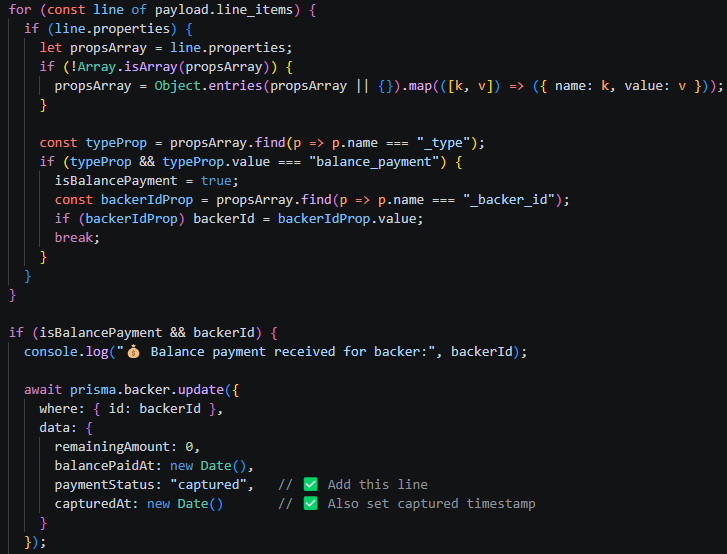 for (const line of payload.line_items) {
  if (line.properties) {
    let propsArray = line.properties;
    if (!Array.isArray(propsArray)) {
      propsArray = Object.entries(propsArray || {}).map(([k, v]) => ({ name: k, value: v }));
    }

    const typeProp = propsArray.find(p => p.name === "_type");
    if (typeProp && typeProp.value === "balance_payment") {
      isBalancePayment = true;
      const backerIdProp = propsArray.find(p => p.name === "_backer_id");
      if (backerIdProp) backerId = backerIdProp.value;
      break;
    }
  }
}

if (isBalancePayment && backerId) {
  console.log("💰 Balance payment received for backer:", backerId);

  await prisma.backer.update({
    where: { id: backerId },
    data: {
      remainingAmount: 0,
      balancePaidAt: new Date(),
      paymentStatus: "captured",   // ✅ Add this line
      capturedAt: new Date()       // ✅ Also set captured timestamp
    }
  });